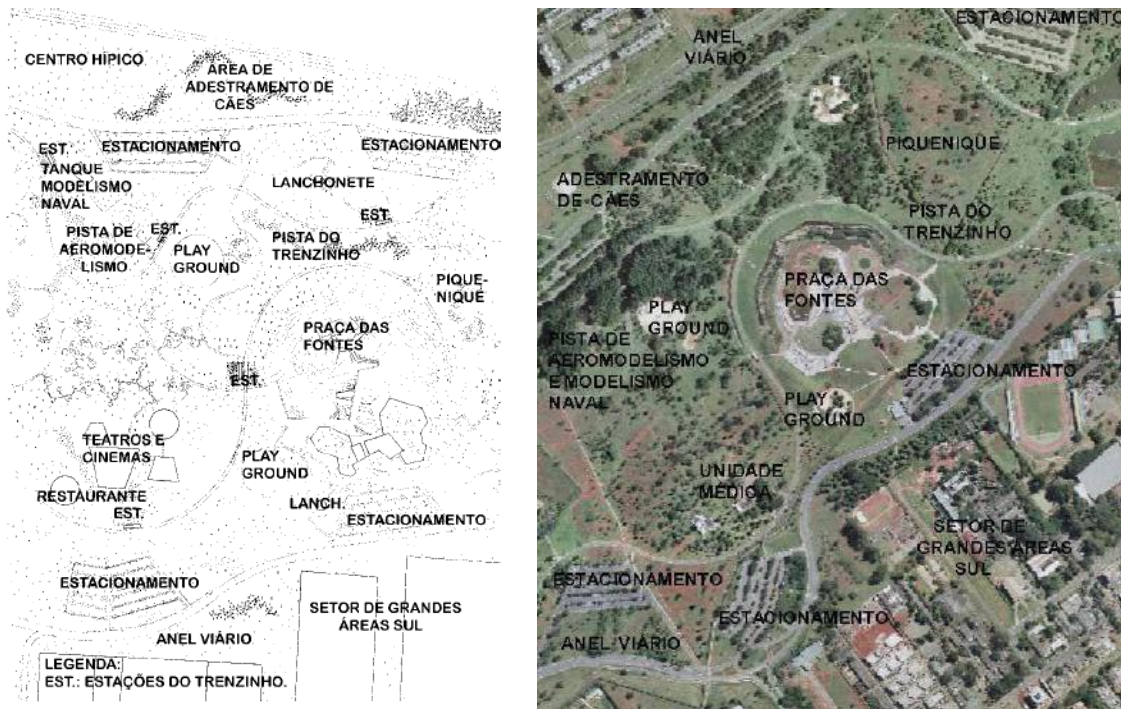 CENTRO HÍPICO
ÁREA DE
ADESTRAMENTO DE
CÃES
EST.
ESTACIONAMENTO
ESTACIONAMENTO
TANQUE
MODELISMO
NAVAL
LANCHONETE
EST.
PISTA DE
AEROMODE-
LISMO
EST.
PLAY
GROUND
PISTA DO
TRENZINHO
PIQUE-
NIQUE
PRAÇA DAS
FONTES
EST.
TEATROS E
CINEMAS
PLAY
GROUND
RESTAURANTE
EST.
LANCH.
ESTACIONAMENTO
ESTACIONAMENTO
SETOR DE GRANDES
ÁREAS SUL
ANEL VIÁRIO
LEGENDA:
EST.: ESTAÇÕES DO TRENZINHO.
ESTACIONAMENTO
ANEL
VIÁRIO
PIQUENIQUE
ADESTRAMENTO
DE CÃES
PISTA DO
TRENZINHO
PRAÇA DAS
FONTES
PLAY
GROUND
PISTA DE
AEROMODELISMO
E MODELISMO
NAVAL
ESTACIONAMENTO
PLAY
GROUND
UNIDADE
MÉDICA
SETOR DE
GRANDES ÁREAS
SUL
ESTACIONAMENTO
ESTACIONAMENTO
ANEL VIÁRIO